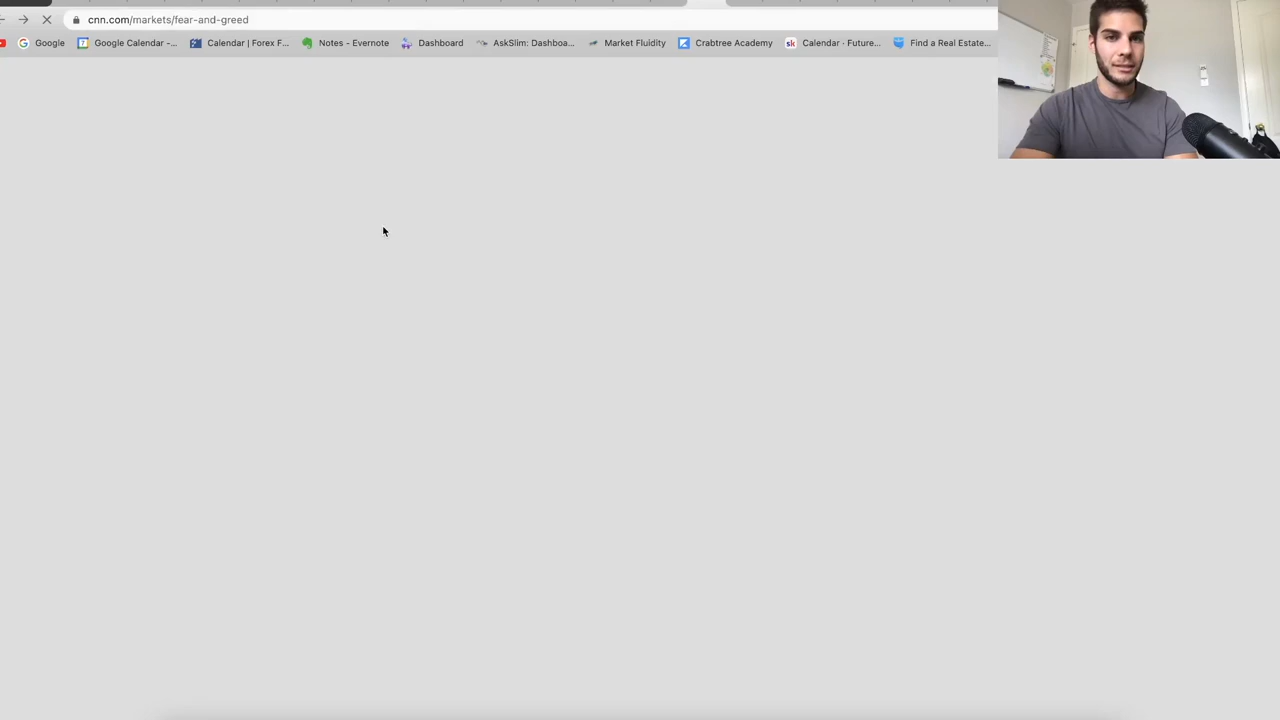 cnn.com/markets/fear-and-greed
Google Google Calendar -... Calendar | Forex F... Notes - Evernote Dashboard AskSlim: Dashboa... Market Fluidity Crabtree Academy sk Calendar · Future... Find a Real Estate...